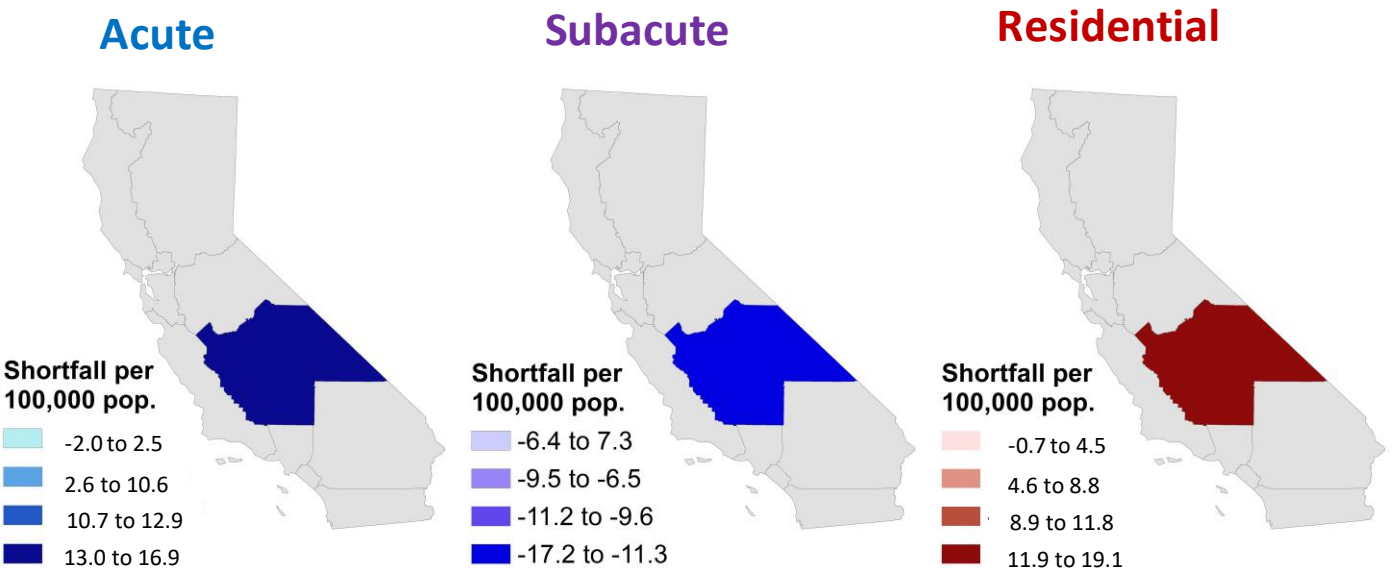 Acute
Shortfall per
100,000 pop.
-2.0 to 2.5
2.6 to 10.6
10.7 to 12.9
13.0 to 16.9
Subacute
Shortfall per
100,000 pop.
-6.4 to 7.3
-9.5 to -6.5
-11.2 to -9.6
-17.2 to -11.3
Residential
Shortfall per
100,000 pop.
-0.7 to 4.5
4.6 to 8.8
8.9 to 11.8
11.9 to 19.1